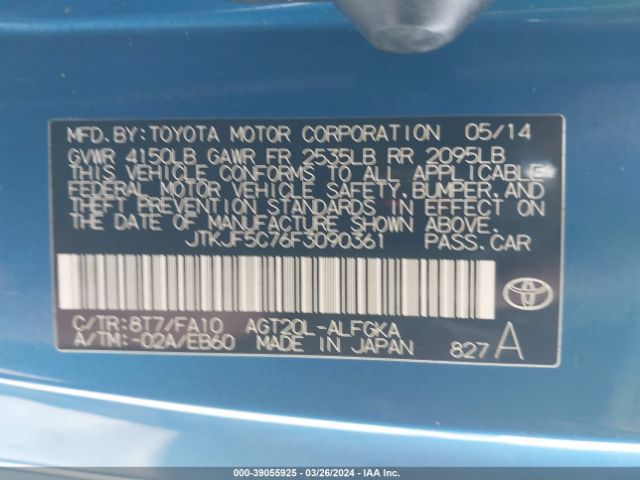 MFD.BY:TOYOTA MOTOR CORPORATION 05/14
GVWR 4150LB GAWR FR 2535LB RR 2095LB
THIS VEHICLE CONFORMS TO ALL APPLICABLE
FEDERAL MOTOR VEHICLE SAFETY,BUMPER,AND
THEFT PREVENTION STANDARDS IN EFFECT ON
THE DATE OF MANUFACTURE SHOWN ABOVE.
JTKJF5C76F3090361 PASS.CAR
C/TR:8T7/FA10 AGT20L-ALFGKA
A/TM:-02A/EB60 MADE IN JAPAN 827A
000-39055925 - 03/26/2024 - IAA Inc.